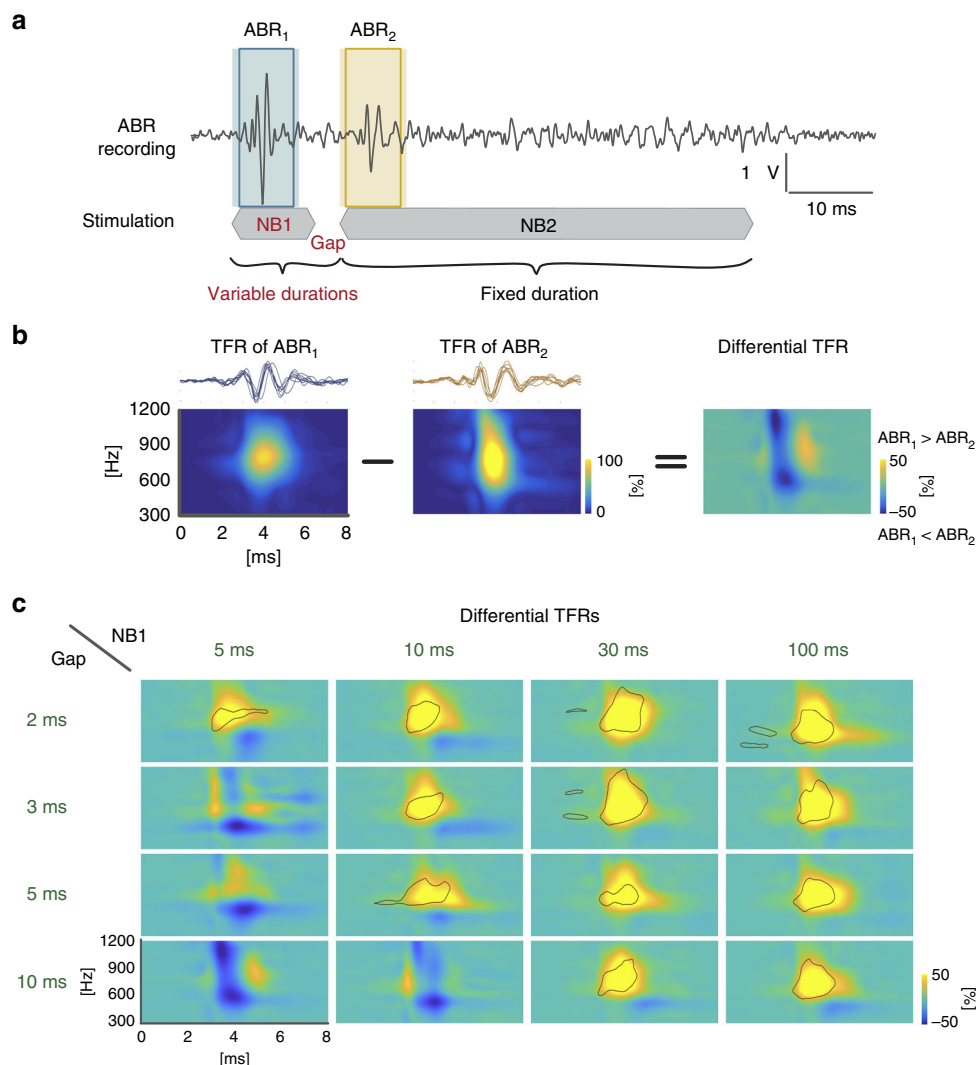 a
ABR1 ABR2
ABR
recording
1 V
10 ms
Stimulation
NB1 NB2
Gap
Variable durations Fixed duration
b
TFR of ABR1 TFR of ABR2 Differential TFR
1200
900
600
300
[Hz]
0 2 4 6 8
[ms]
100
0
[%]
ABR1 > ABR2
50
−50
[%]
ABR1 < ABR2
c
Differential TFRs
NB1
Gap
5 ms 10 ms 30 ms 100 ms
2 ms
3 ms
5 ms
10 ms
1200
900
600
300
[Hz]
0 2 4 6 8
[ms]
50
−50
[%]